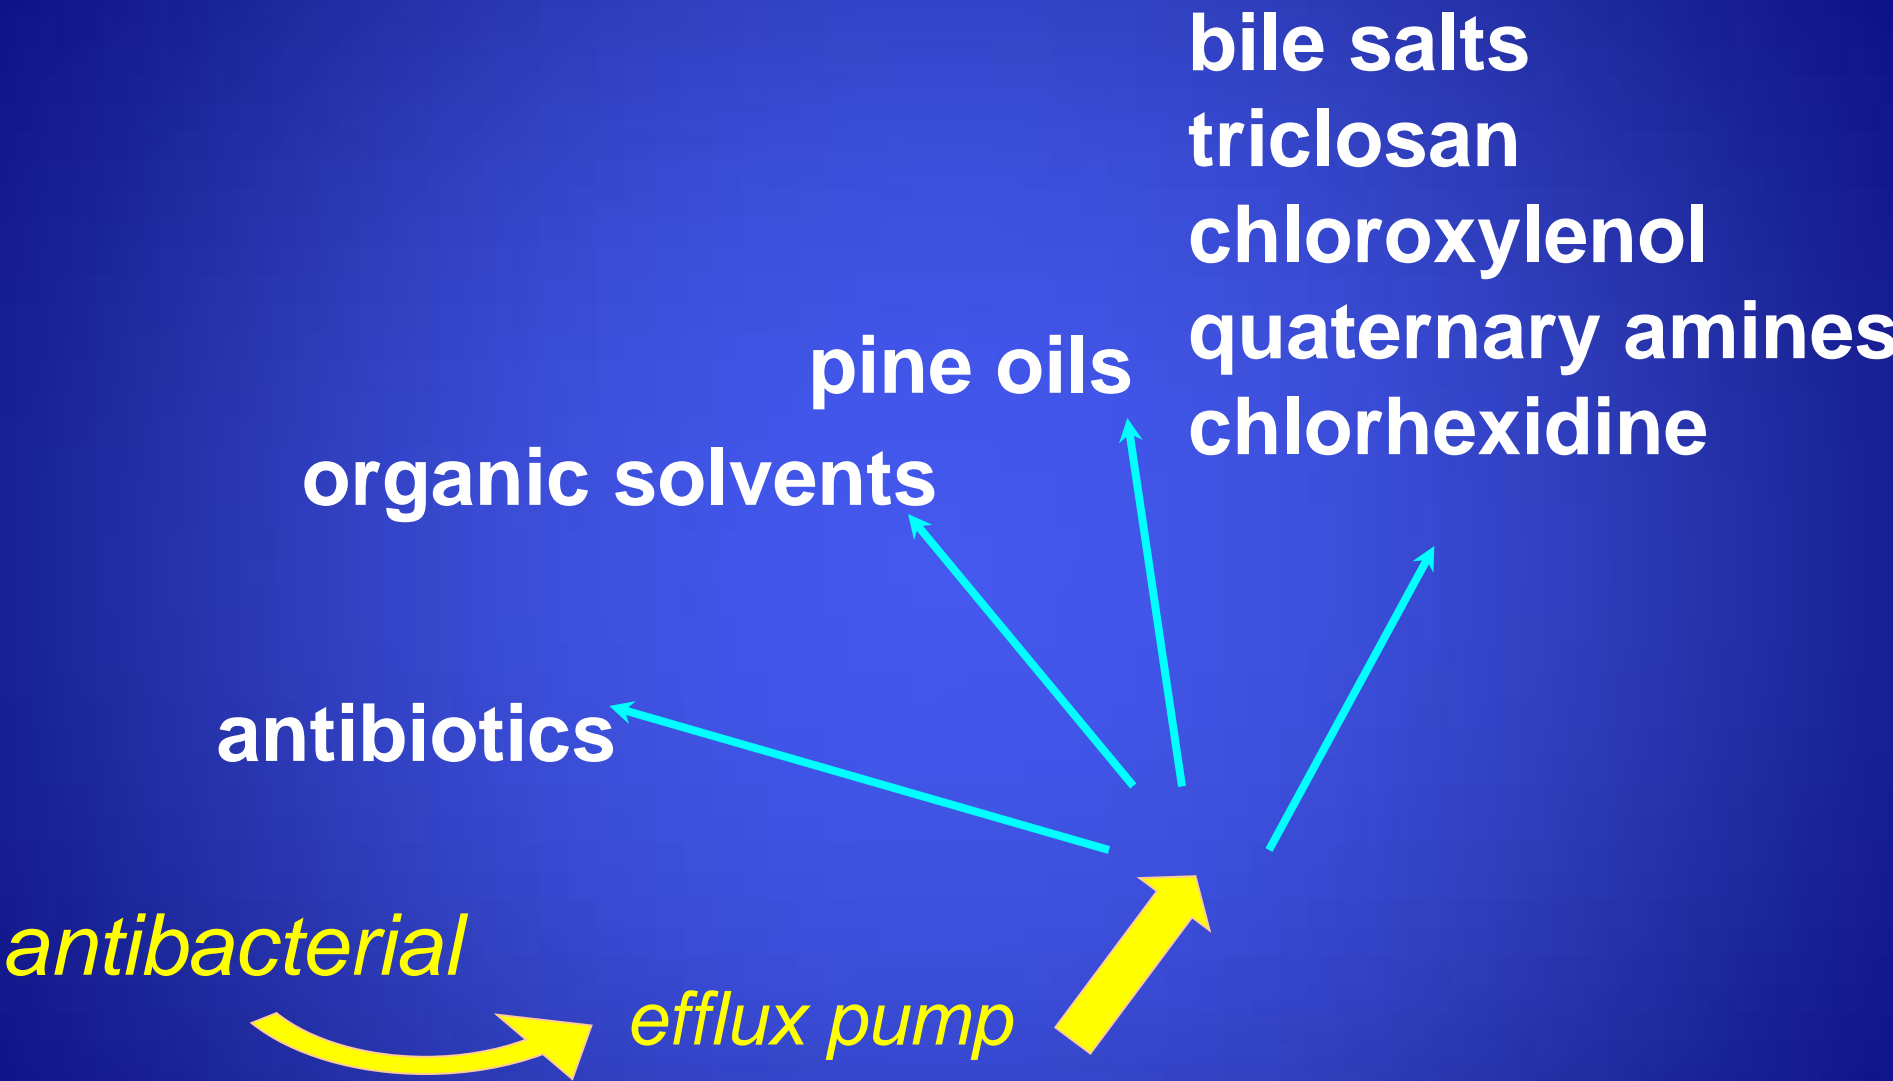 bile salts
triclosan
chloroxylenol
quaternary amines
chlorhexidine
pine oils
organic solvents
antibiotics
antibacterial
efflux pump